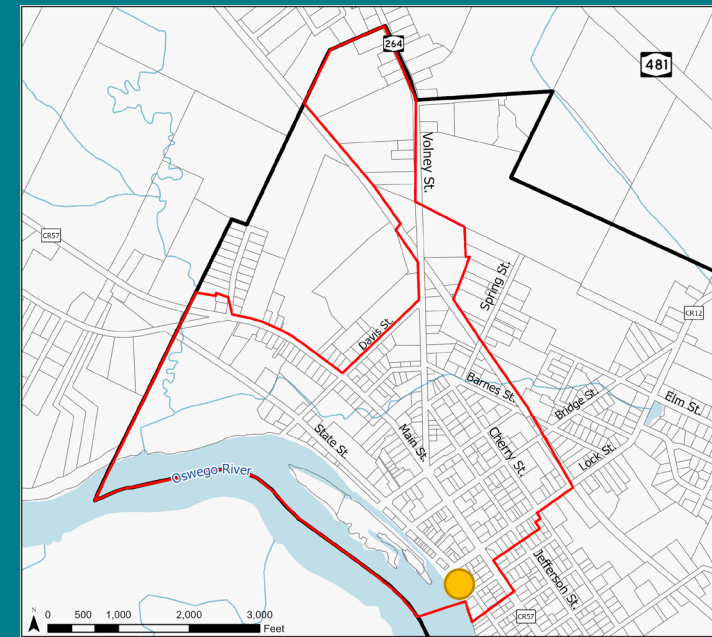 264
481
Volney St.
CR57
Spring St.
CR12
Davis St.
Barnes St.
Bridge St.
Elm St.
State St.
Main St.
Cherry St.
Lock St.
Oswego River
Jefferson St.
CR57
N
0 500 1,000 2,000 3,000
Feet